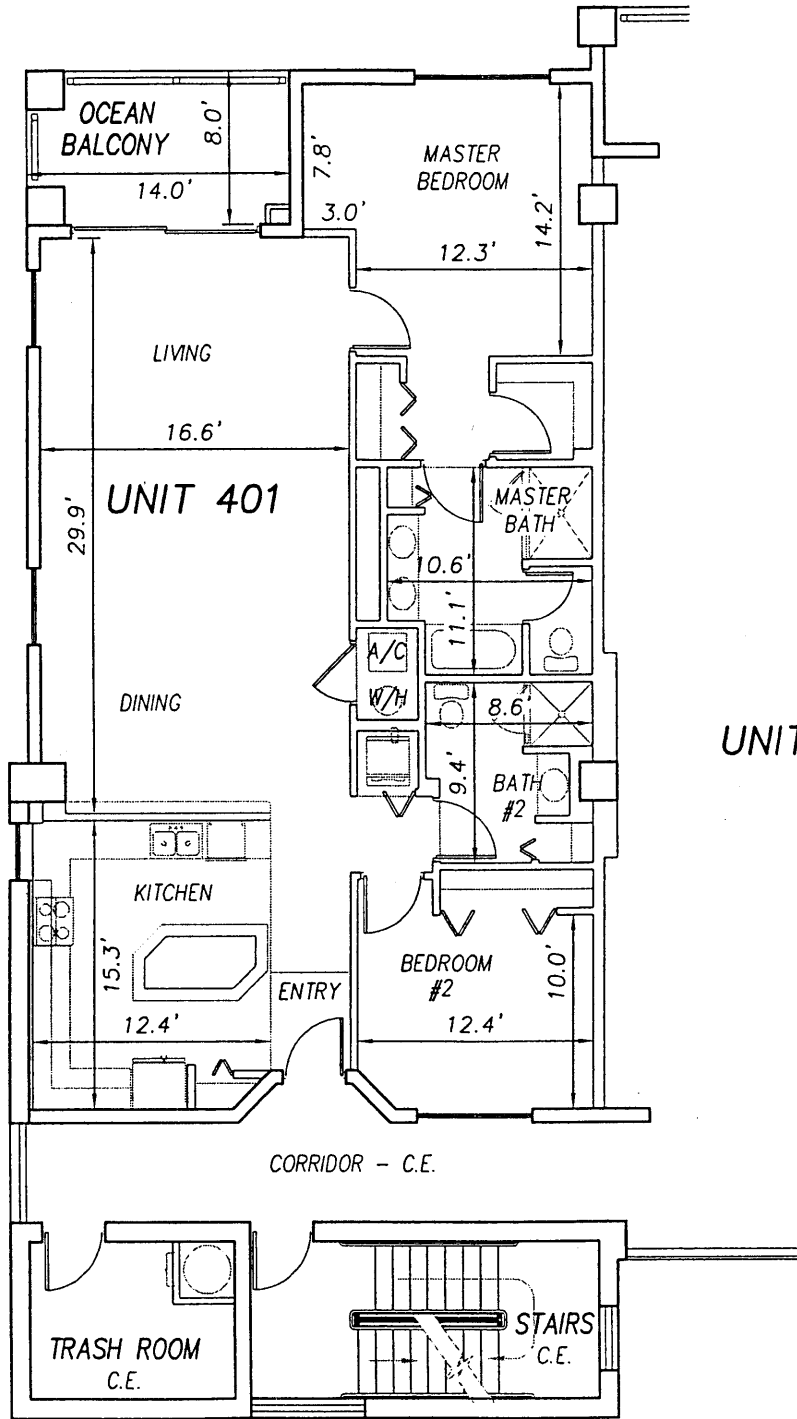 OCEAN
BALCONY
8.0'
14.0'
7.8'
3.0'
MASTER
BEDROOM
14.2'
12.3'
LIVING
16.6'
29.9'
UNIT 401
MASTER
BATH
10.6'
11.1'
A/C
W/H
DINING
8.6'
9.4'
BATH
#2
UNIT
KITCHEN
15.3'
12.4'
ENTRY
BEDROOM
#2
10.0'
12.4'
CORRIDOR - C.E.
TRASH ROOM
C.E.
STAIRS
C.E.